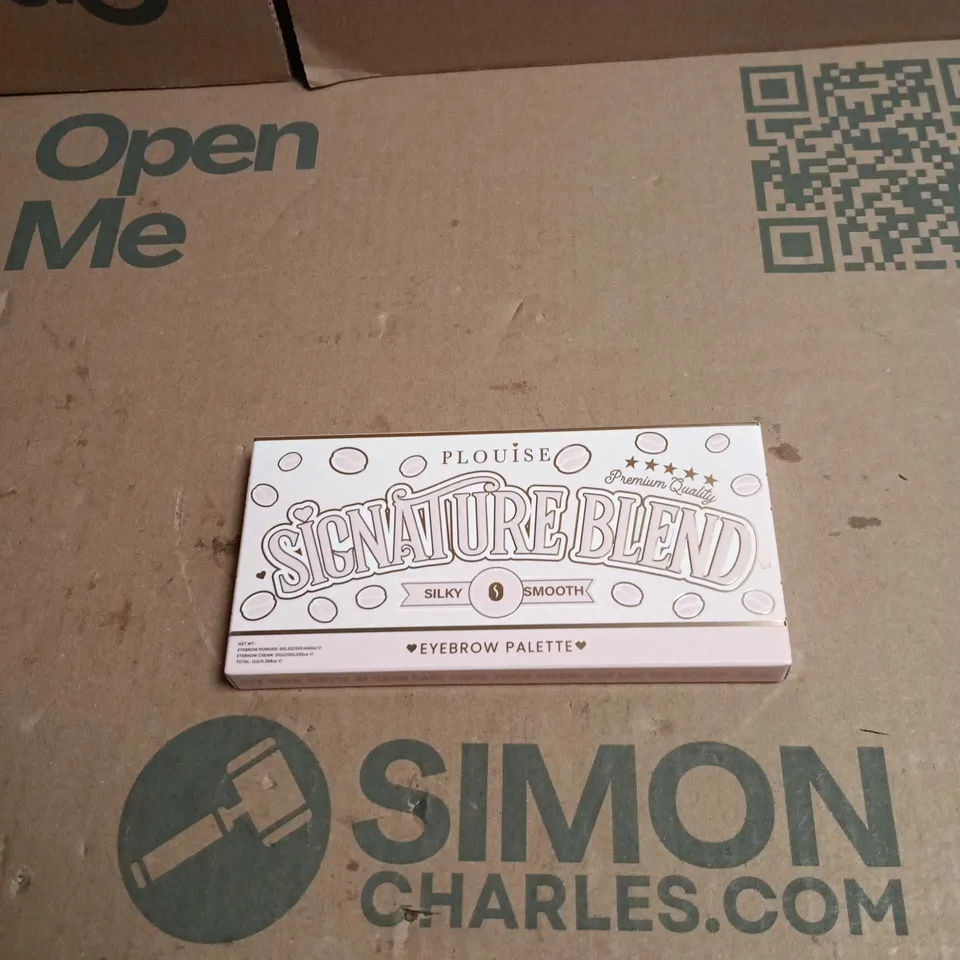 Open
Me
PLOUISE
Premium Quality
SIGNATURE BLEND
SILKY SMOOTH
♥EYEBROW PALETTE♥
NET WT:
SIMON
CHARLES.COM